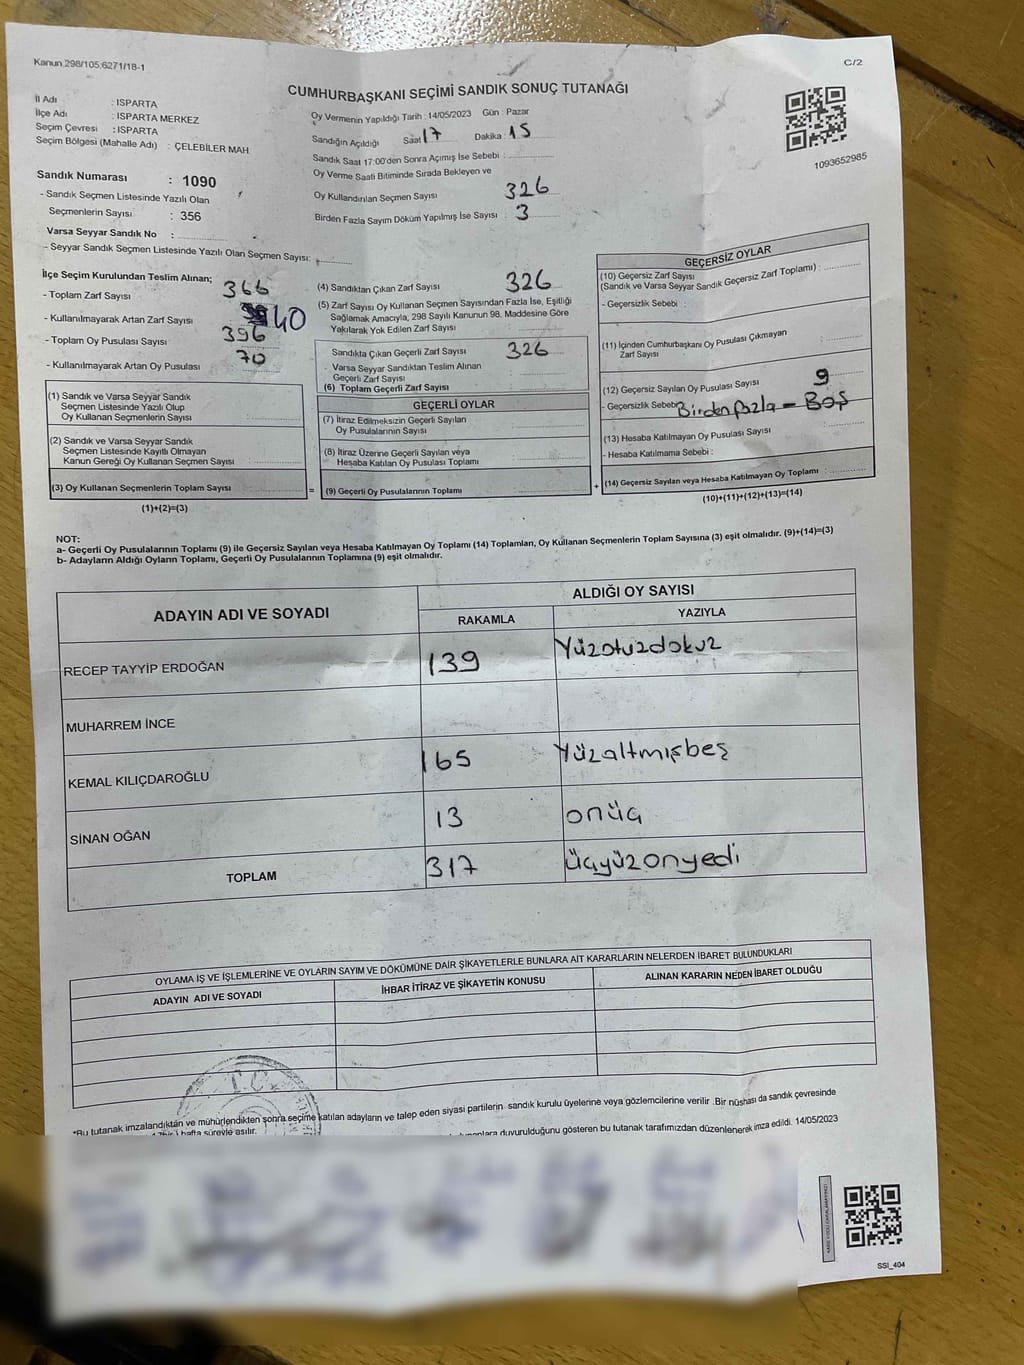 Kanun.298/105;6271/18-1
C/2
CUMHURBAŞKANI SEÇİMİ SANDIK SONUÇ TUTANAĞI
İl Adı : ISPARTA
İlçe Adı : ISPARTA MERKEZ
Seçim Çevresi : ISPARTA
Seçim Bölgesi (Mahalle Adı) : ÇELEBİLER MAH.
Oy Vermenin Yapıldığı Tarih : 14/05/2023 Gün : Pazar
Sandığın Açıldığı Saat 17 Dakika : 15
Sandık Saat 17:00'den Sonra Açımış İse Sebebi :
Oy Verme Saati Bitiminde Sırada Bekleyen ve
Oy Kullandırılan Seçmen Sayısı 326
Birden Fazla Sayım Döküm Yapılmış İse Sayısı : 3
1093652985
Sandık Numarası : 1090
- Sandık Seçmen Listesinde Yazılı Olan
Seçmenlerin Sayısı : 356
Varsa Seyyar Sandık No :
- Seyyar Sandık Seçmen Listesinde Yazılı Olan Seçmen Sayısı:
İlçe Seçim Kurulundan Teslim Alınan;
- Toplam Zarf Sayısı 366
- Kullanılmayarak Artan Zarf Sayısı 40
- Toplam Oy Pusulası Sayısı 396
- Kullanılmayarak Artan Oy Pusulası 70
(4) Sandıktan Çıkan Zarf Sayısı 326
(5) Zarf Sayısı Oy Kullanan Seçmen Sayısından Fazla İse, Eşitliği
Sağlamak Amacıyla, 298 Sayılı Kanunun 98. Maddesine Göre
Yakılarak Yok Edilen Zarf Sayısı :
Sandıkta Çıkan Geçerli Zarf Sayısı 326
Varsa Seyyar Sandıktan Teslim Alınan
Geçerli Zarf Sayısı
(6) Toplam Geçerli Zarf Sayısı
GEÇERSİZ OYLAR
(10) Geçersiz Zarf Sayısı
(Sandık ve Varsa Seyyar Sandık Geçersiz Zarf Toplamı) :
- Geçersizlik Sebebi :
(11) İçinden Cumhurbaşkanı Oy Pusulası Çıkmayan
Zarf Sayısı :
(12) Geçersiz Sayılan Oy Pusulası Sayısı 9
- Geçersizlik Sebebi Birden fazla - Boş
(13) Hesaba Katılmayan Oy Pusulası Sayısı
- Hesaba Katılmama Sebebi :
(14) Geçersiz Sayılan veya Hesaba Katılmayan Oy Toplamı :
(10)+(11)+(12)+(13)=(14)
(1) Sandık ve Varsa Seyyar Sandık
Seçmen Listesinde Yazılı Olup
Oy Kullanan Seçmenlerin Sayısı
(2) Sandık ve Varsa Seyyar Sandık
Seçmen Listesinde Kayıtlı Olmayan
Kanun Gereği Oy Kullanan Seçmen Sayısı
(3) Oy Kullanan Seçmenlerin Toplam Sayısı
(1)+(2)=(3)
GEÇERLİ OYLAR
(7) İtiraz Edilmeksizin Geçerli Sayılan
Oy Pusulalarının Sayısı
(8) İtiraz Üzerine Geçerli Sayılan veya
Hesaba Katılan Oy Pusulası Toplamı
= (9) Geçerli Oy Pusulalarının Toplamı +
NOT:
a- Geçerli Oy Pusulalarının Toplamı (9) ile Geçersiz Sayılan veya Hesaba Katılmayan Oy Toplamı (14) Toplamları, Oy Kullanan Seçmenlerin Toplam Sayısına (3) eşit olmalıdır. (9)+(14)=(3)
b- Adayların Aldığı Oyların Toplamı, Geçerli Oy Pusulalarının Toplamına (9) eşit olmalıdır.
ADAYIN ADI VE SOYADI ALDIĞI OY SAYISI
RAKAMLA YAZIYLA
RECEP TAYYİP ERDOĞAN 139 Yüzotuzdokuz
MUHARREM İNCE
KEMAL KILIÇDAROĞLU 165 Yüzaltmışbeş
SİNAN OĞAN 13 onüç
TOPLAM 317 üçyüzonyedi
OYLAMA İŞ VE İŞLEMLERİNE VE OYLARIN SAYIM VE DÖKÜMÜNE DAİR ŞİKAYETLERLE BUNLARA AİT KARARLARIN NELERDEN İBARET BULUNDUKLARI
ADAYIN ADI VE SOYADI İHBAR İTİRAZ VE ŞİKAYETİN KONUSU ALINAN KARARIN NEDEN İBARET OLDUĞU
T.C.
*Bu tutanak imzalandıktan ve mühürlendikten sonra seçime katılan adayların ve talep eden siyasi partilerin sandık kurulu üyelerine veya gözlemcilerine verilir. Bir nüshası da sandık çevresinde
hafta süreyle asılır.
duyurulduğunu gösteren bu tutanak tarafımızdan düzenlenerek imza edildi. 14/05/2023
SSI_404